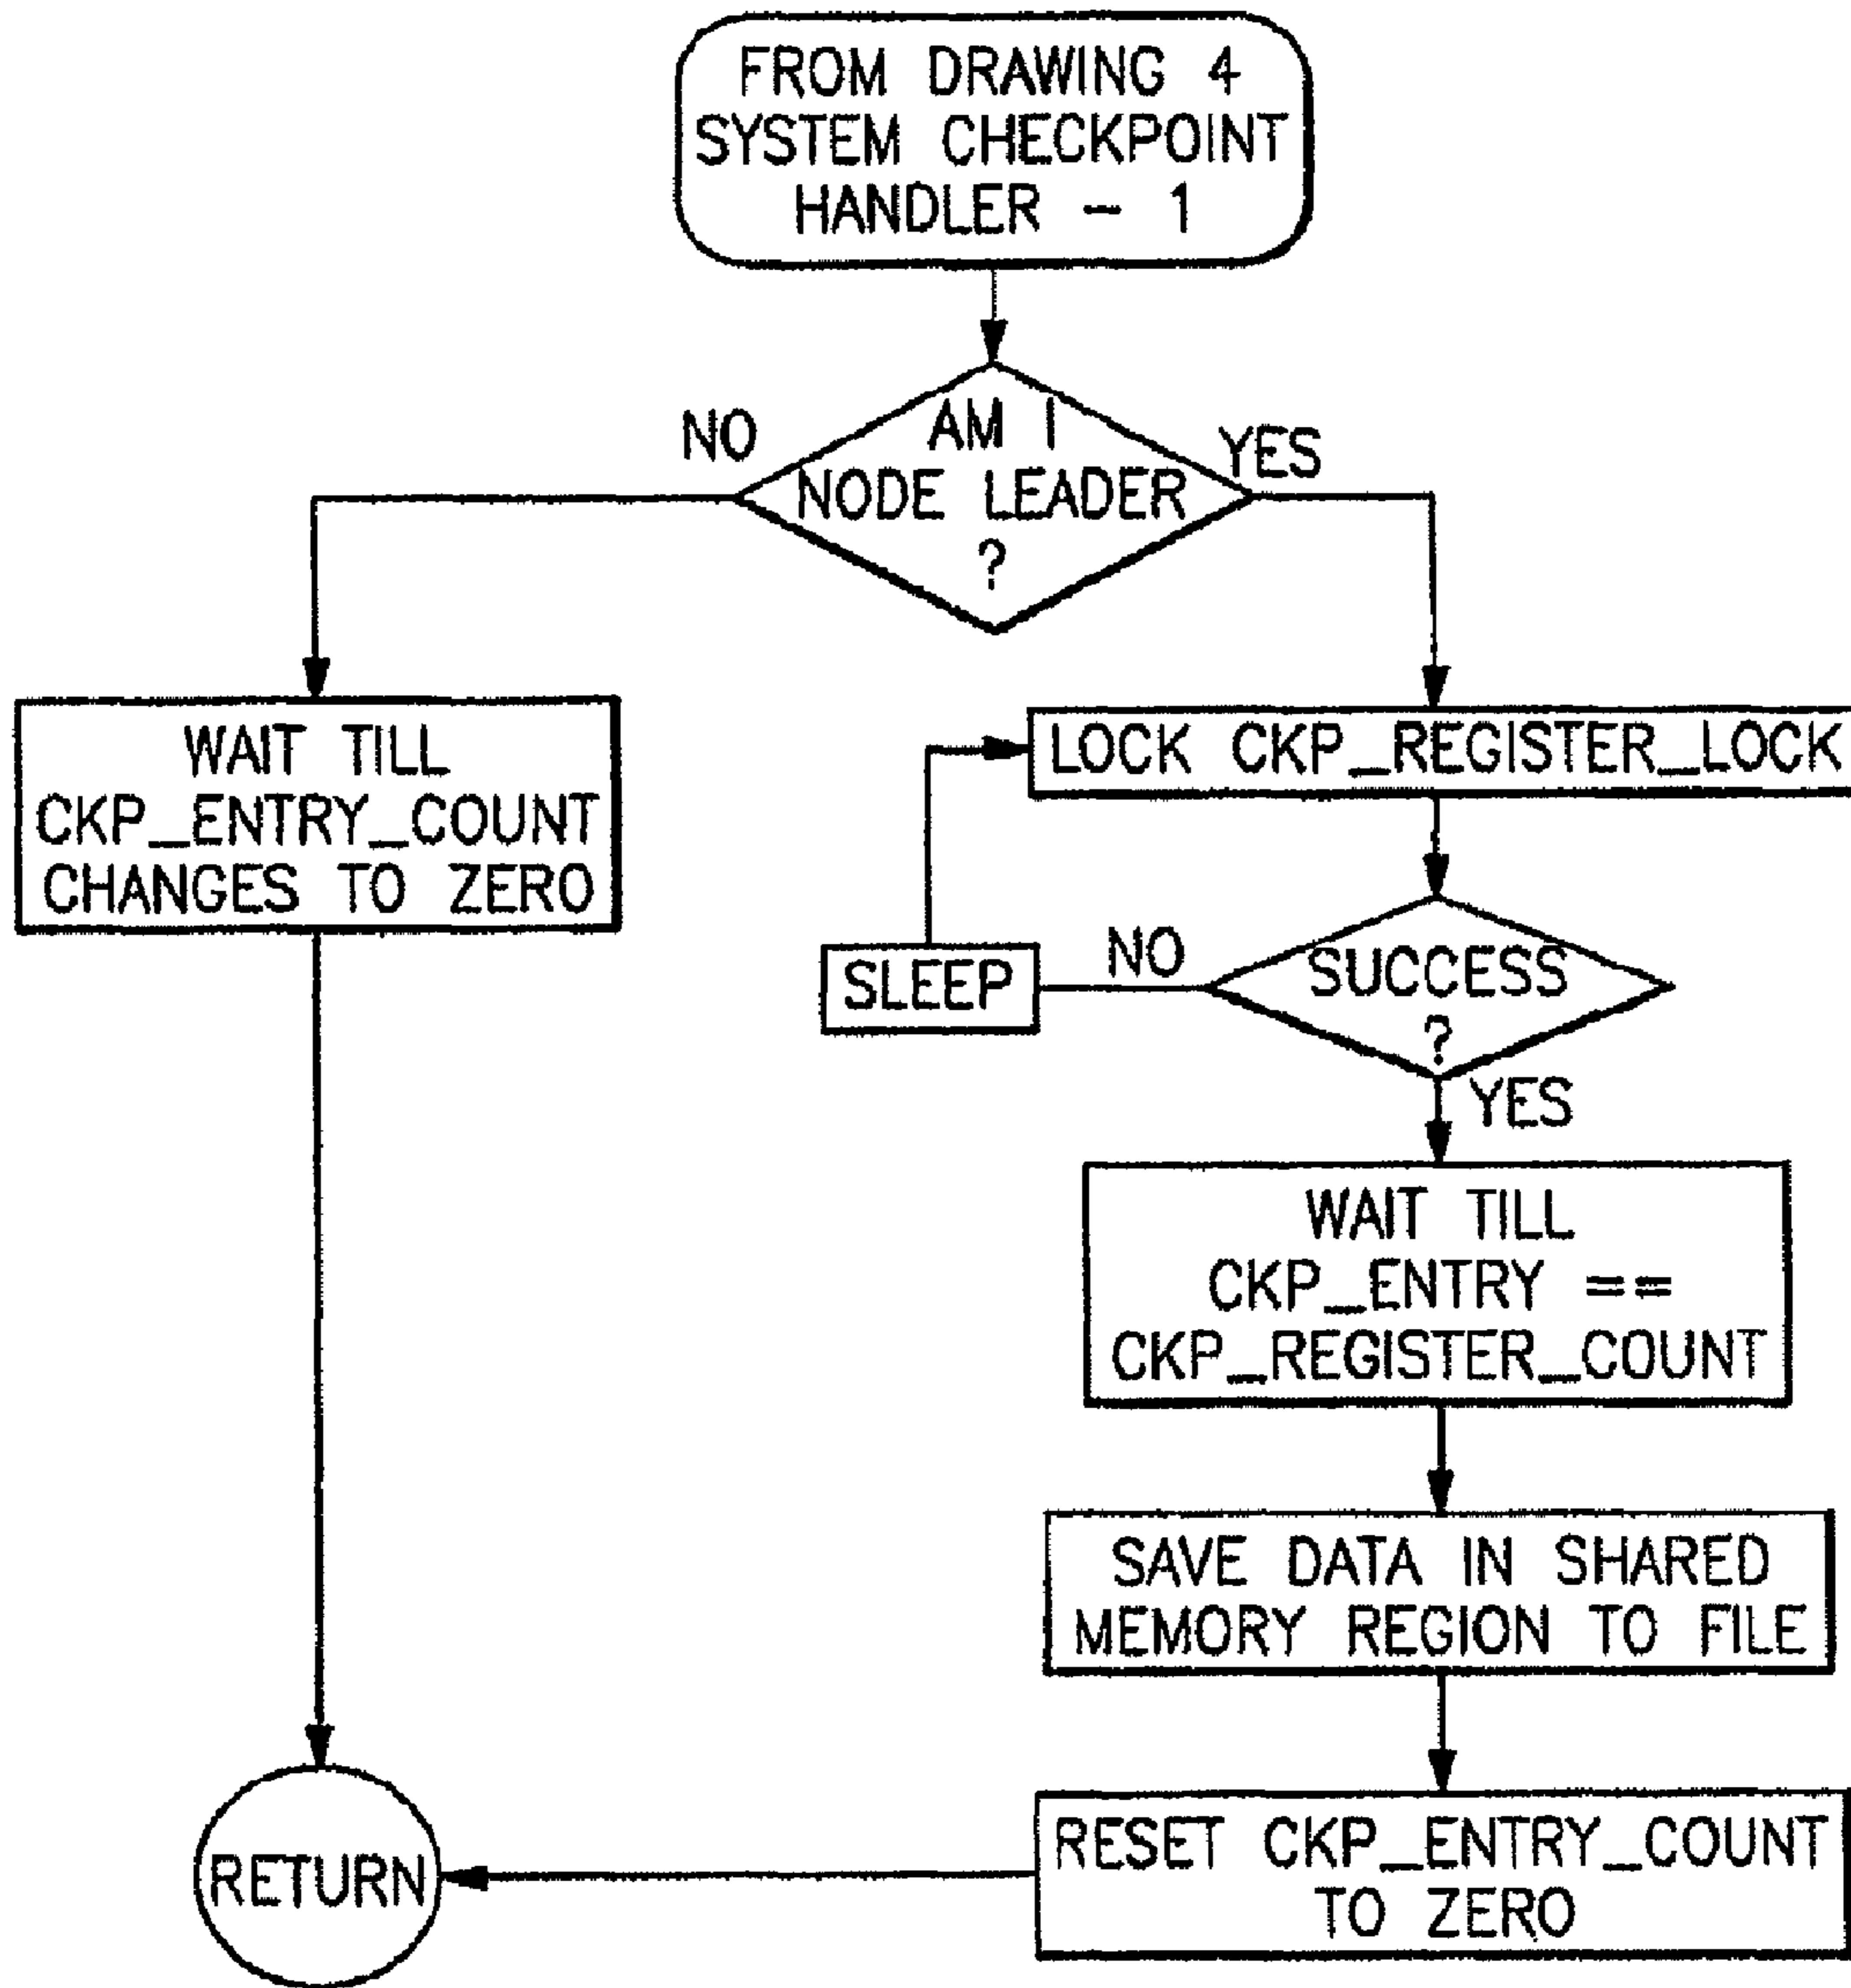 FROM DRAWING 4
SYSTEM CHECKPOINT
HANDLER - 1
AM I
NODE LEADER
?
NO
YES
WAIT TILL
CKP_ENTRY_COUNT
CHANGES TO ZERO
LOCK CKP_REGISTER_LOCK
SUCCESS
?
NO
SLEEP
YES
WAIT TILL
CKP_ENTRY ==
CKP_REGISTER_COUNT
SAVE DATA IN SHARED
MEMORY REGION TO FILE
RESET CKP_ENTRY_COUNT
TO ZERO
RETURN